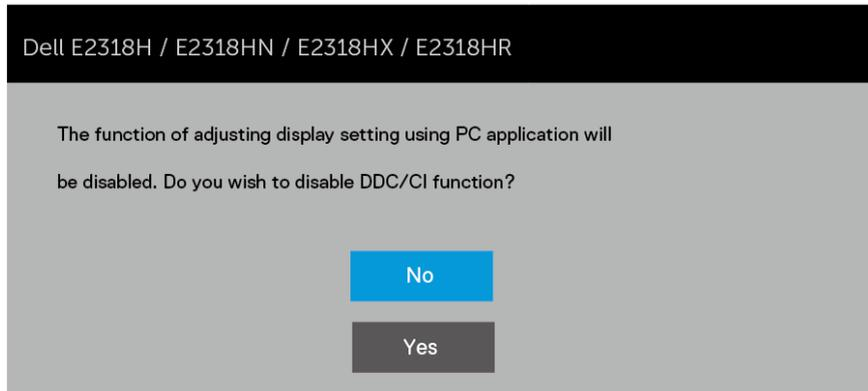 Dell E2318H / E2318HN / E2318HX / E2318HR
The function of adjusting display setting using PC application will
be disabled. Do you wish to disable DDC/CI function?
No
Yes